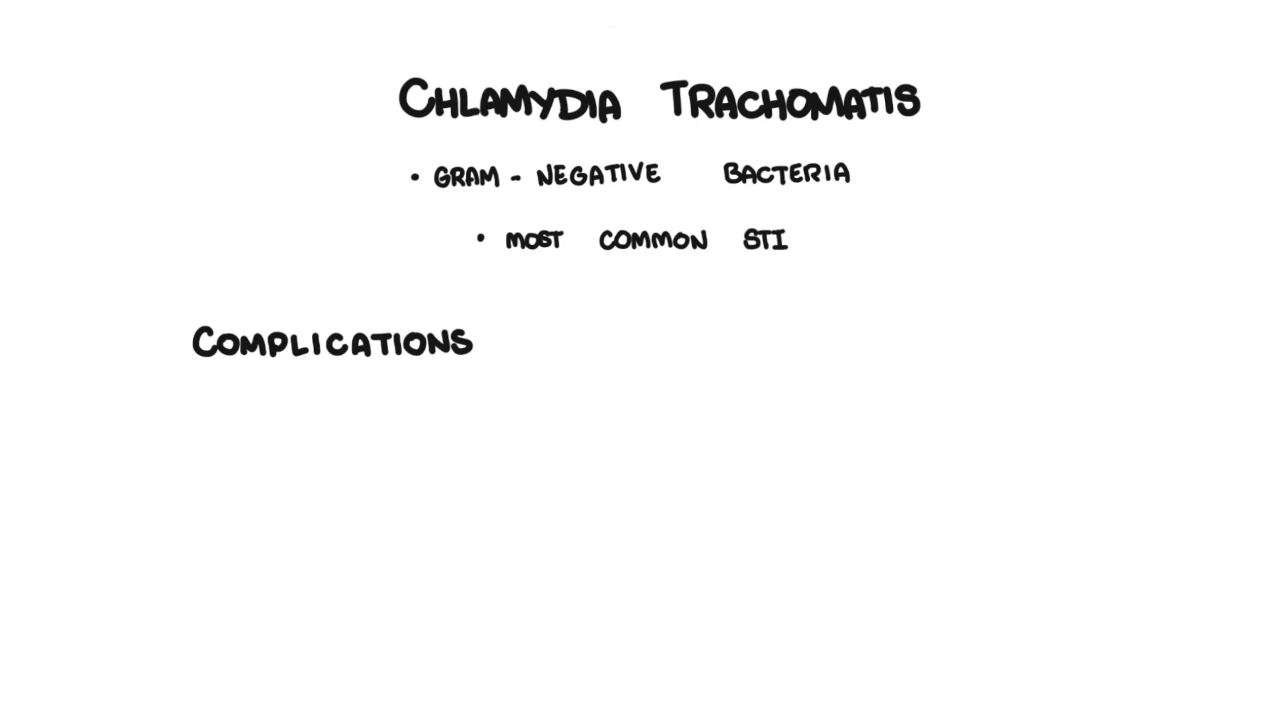 CHLAMYDIA TRACHOMATIS
• GRAM - NEGATIVE BACTERIA
• MOST COMMON STI
COMPLICATIONS